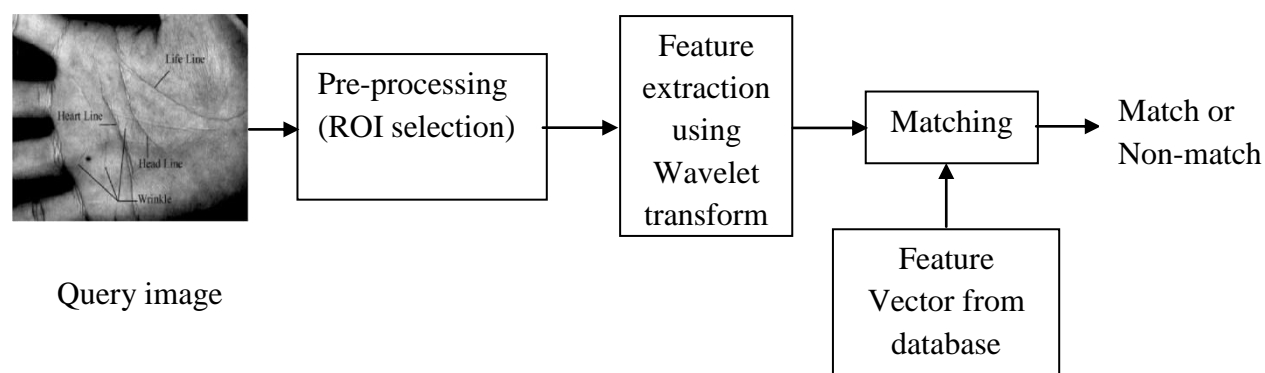 Life Line
Heart Line
Head Line
Wrinkle
Query image
Pre-processing
(ROI selection)
Feature
extraction
using
Wavelet
transform
Matching
Match or
Non-match
Feature
Vector from
database